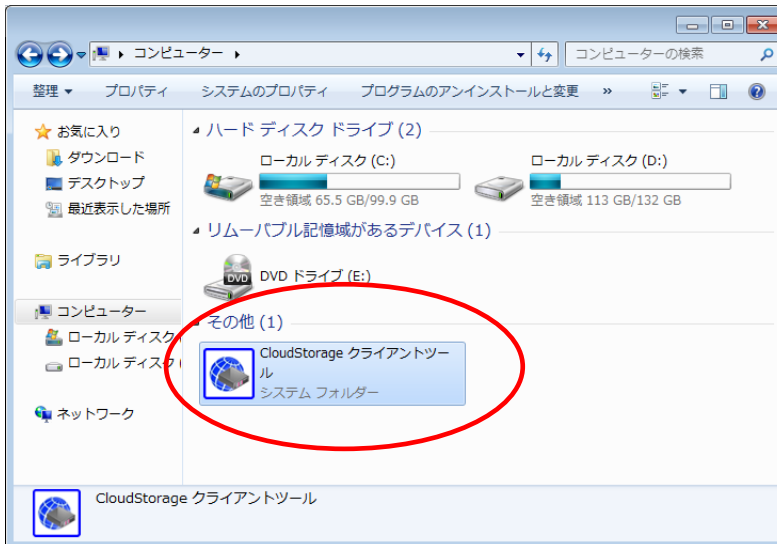 コンピューター
コンピューターの検索
整理 プロパティ システムのプロパティ プログラムのアンインストールと変更 »
お気に入り
ダウンロード
デスクトップ
最近表示した場所
ライブラリ
コンピューター
ローカル ディスク (
ローカル ディスク (
ネットワーク
ハード ディスク ドライブ (2)
ローカル ディスク (C:)
空き領域 65.5 GB/99.9 GB
ローカル ディスク (D:)
空き領域 113 GB/132 GB
リムーバブル記憶域があるデバイス (1)
DVD
DVD ドライブ (E:)
その他 (1)
CloudStorage クライアントツー
ル
システム フォルダー
CloudStorage クライアントツール